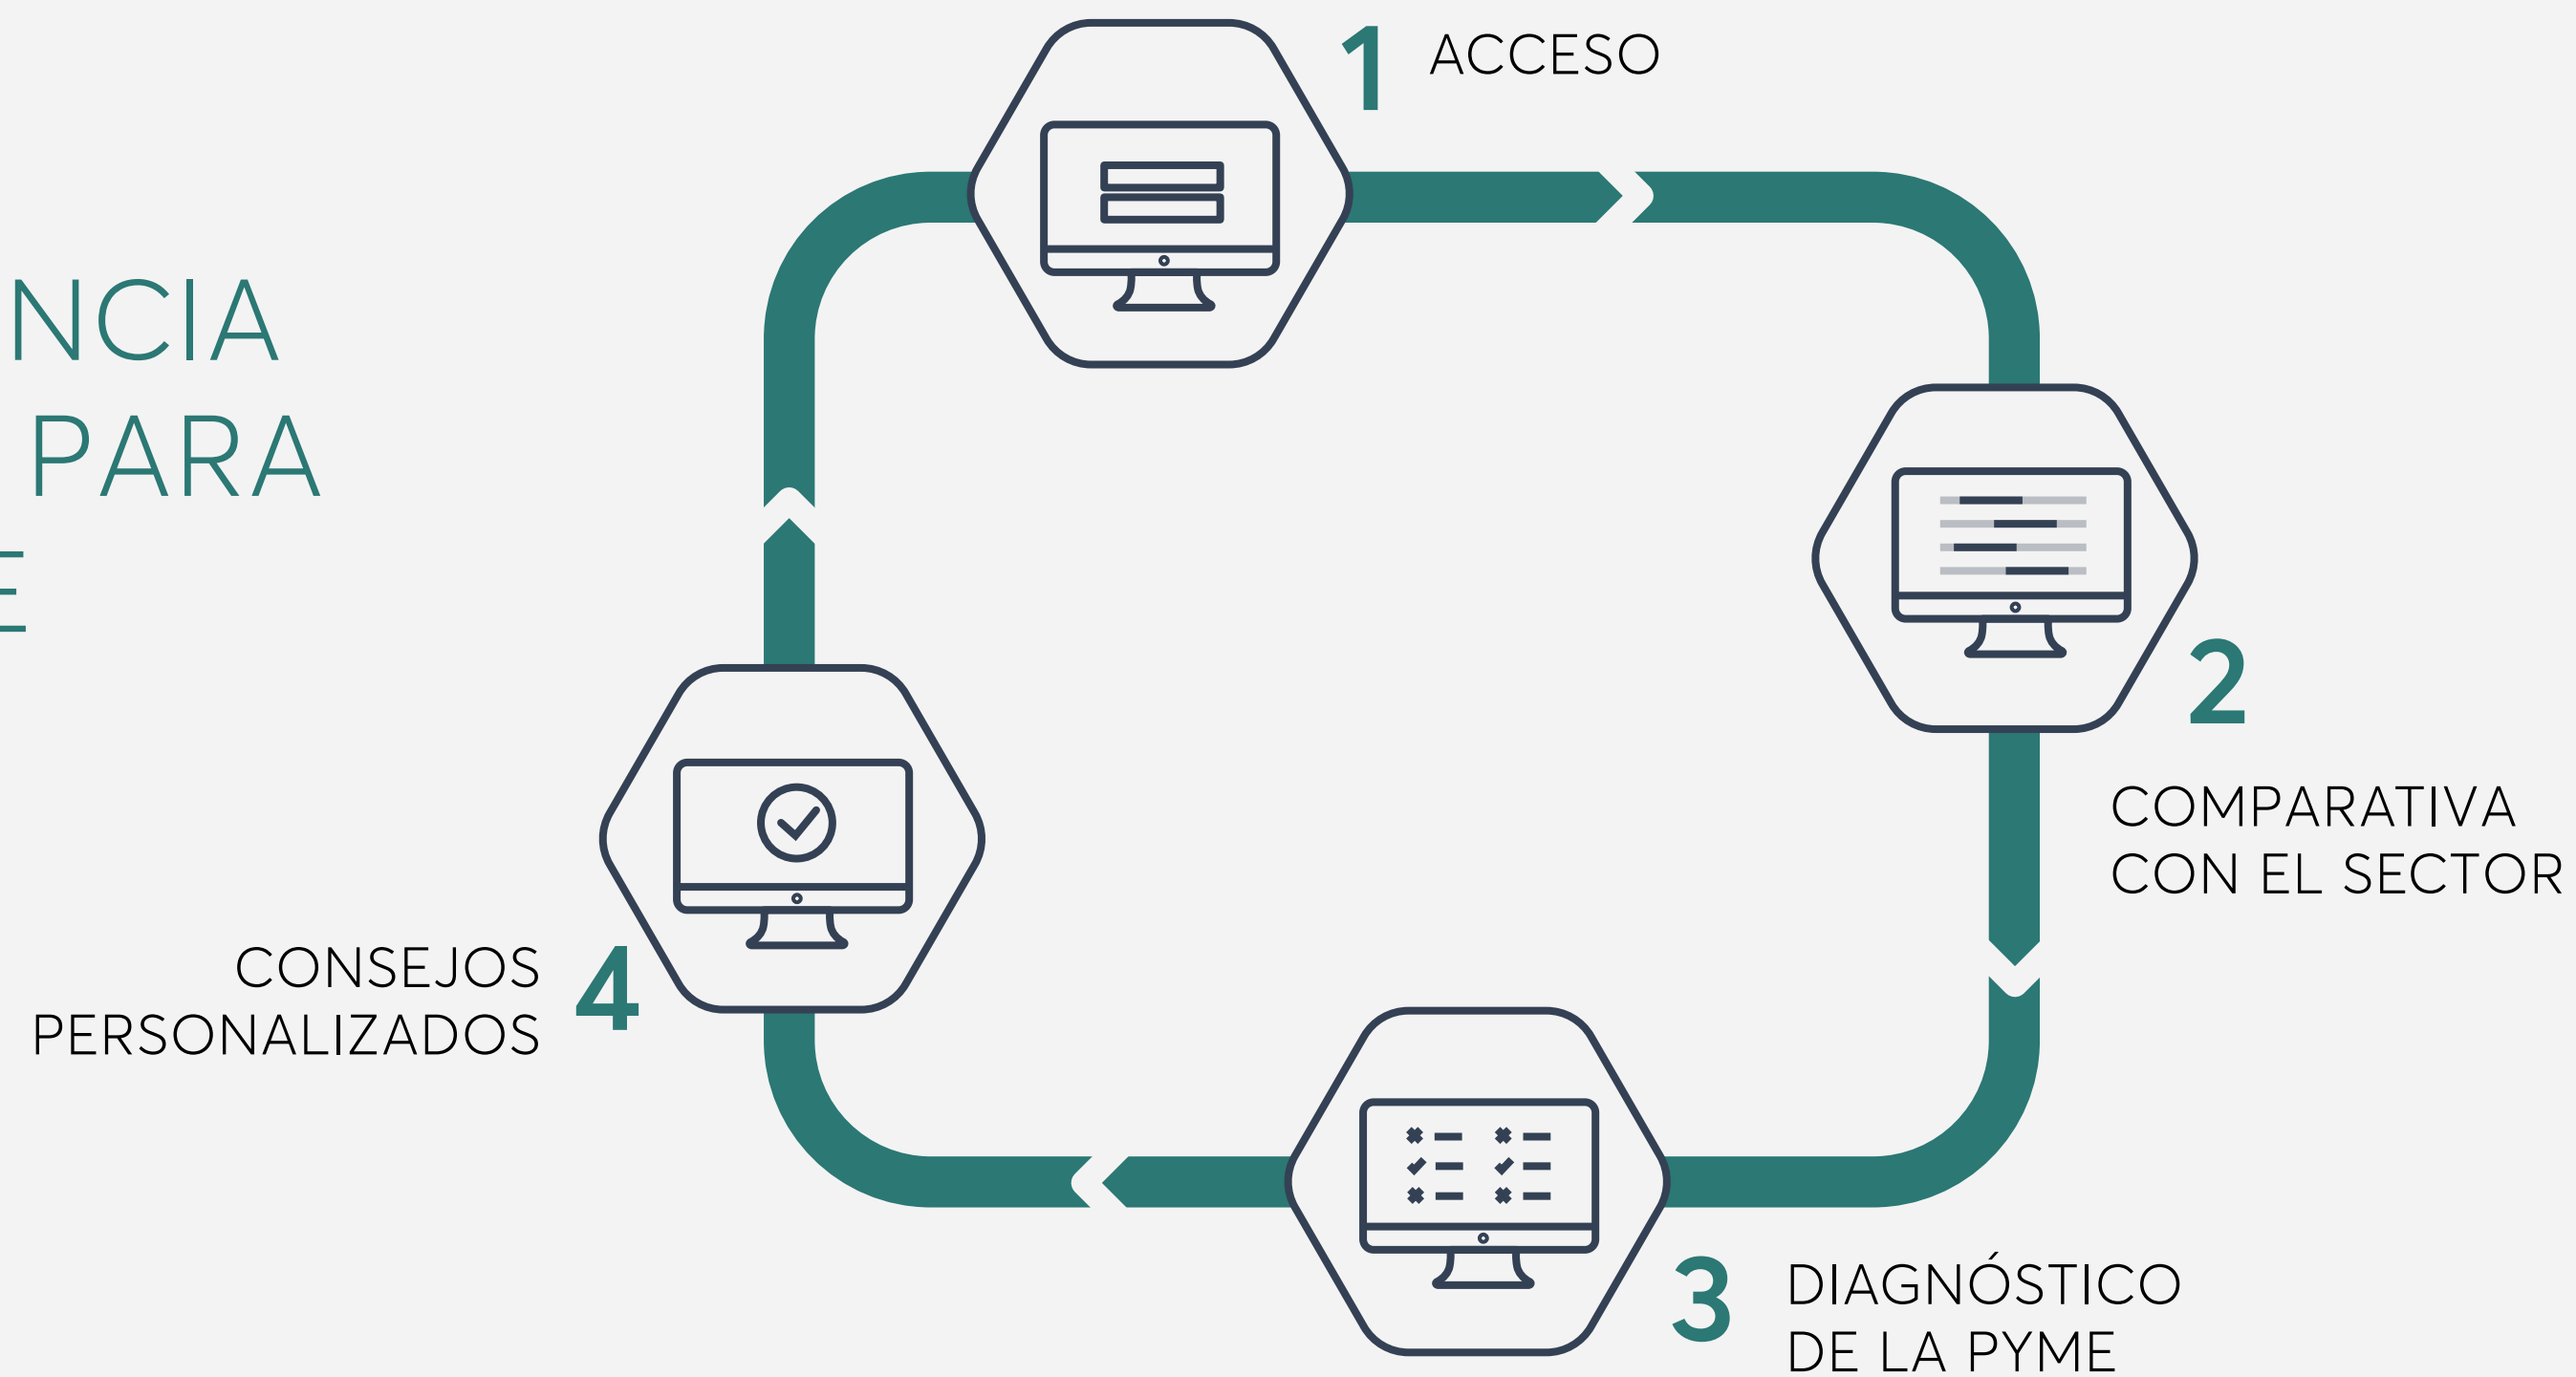 NCIA
PARA
E
1 ACCESO
2
COMPARATIVA
CON EL SECTOR
3 DIAGNÓSTICO
DE LA PYME
4 CONSEJOS
PERSONALIZADOS